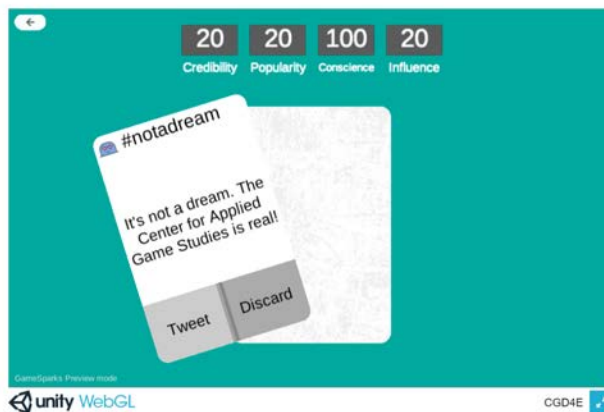 20 20 100 20
Credibility Popularity Conscience Influence
#notadream
It's not a dream. The
Center for Applied
Game Studies is real!
Tweet Discard
GameSparks Preview mode
unity WebGL CGD4E